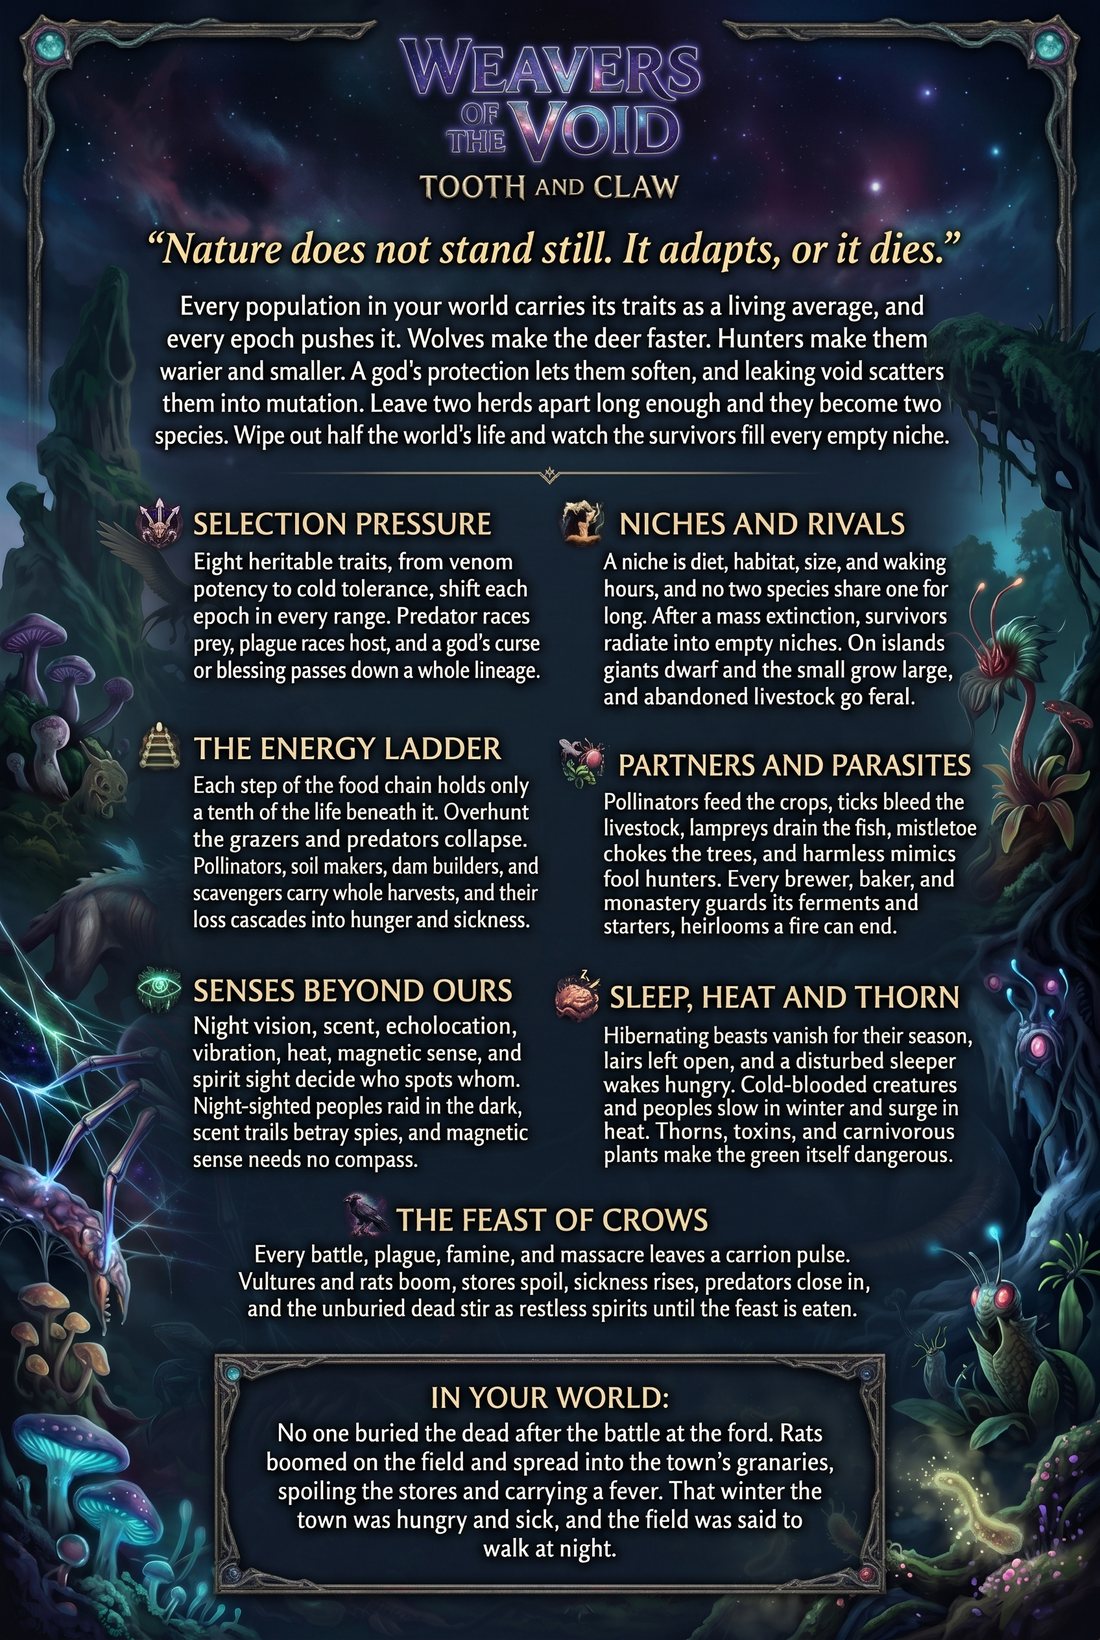 WEAVERS
OF THE VOID
TOOTH AND CLAW
“Nature does not stand still. It adapts, or it dies.”
Every population in your world carries its traits as a living average, and
every epoch pushes it. Wolves make the deer faster. Hunters make them
warier and smaller. A god’s protection lets them soften, and leaking void scatters
them into mutation. Leave two herds apart long enough and they become two
species. Wipe out half the world’s life and watch the survivors fill every empty niche.
SELECTION PRESSURE
Eight heritable traits, from venom
potency to cold tolerance, shift each
epoch in every range. Predator races
prey, plague races host, and a god’s curse
or blessing passes down a whole lineage.
NICHES AND RIVALS
A niche is diet, habitat, size, and waking
hours, and no two species share one for
long. After a mass extinction, survivors
radiate into empty niches. On islands
giants dwarf and the small grow large,
and abandoned livestock go feral.
THE ENERGY LADDER
Each step of the food chain holds only
a tenth of the life beneath it. Overhunt
the grazers and predators collapse.
Pollinators, soil makers, dam builders, and
scavengers carry whole harvests, and their
loss cascades into hunger and sickness.
PARTNERS AND PARASITES
Pollinators feed the crops, ticks bleed the
livestock, lampreys drain the fish, mistletoe
chokes the trees, and harmless mimics
fool hunters. Every brewer, baker, and
monastery guards its ferments and
starters, heirlooms a fire can end.
SENSES BEYOND OURS
Night vision, scent, echolocation,
vibration, heat, magnetic sense, and
spirit sight decide who spots whom.
Night-sighted peoples raid in the dark,
scent trails betray spies, and magnetic
sense needs no compass.
SLEEP, HEAT AND THORN
Hibernating beasts vanish for their season,
lairs left open, and a disturbed sleeper
wakes hungry. Cold-blooded creatures
and peoples slow in winter and surge in
heat. Thorns, toxins, and carnivorous
plants make the green itself dangerous.
THE FEAST OF CROWS
Every battle, plague, famine, and massacre leaves a carrion pulse.
Vultures and rats boom, stores spoil, sickness rises, predators close in,
and the unburied dead stir as restless spirits until the feast is eaten.
IN YOUR WORLD:
No one buried the dead after the battle at the ford. Rats
boomed on the field and spread into the town’s granaries,
spoiling the stores and carrying a fever. That winter the
town was hungry and sick, and the field was said to
walk at night.